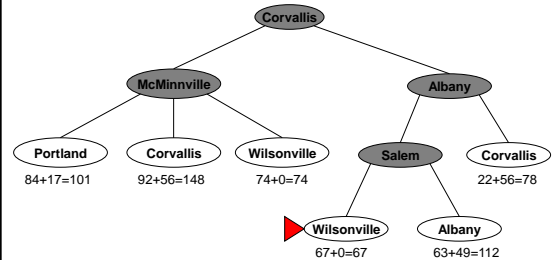 Corvallis
McMinnville Albany
Portland Corvallis Wilsonville Salem Corvallis
84+17=101 92+56=148 74+0=74 22+56=78
Wilsonville Albany
67+0=67 63+49=112